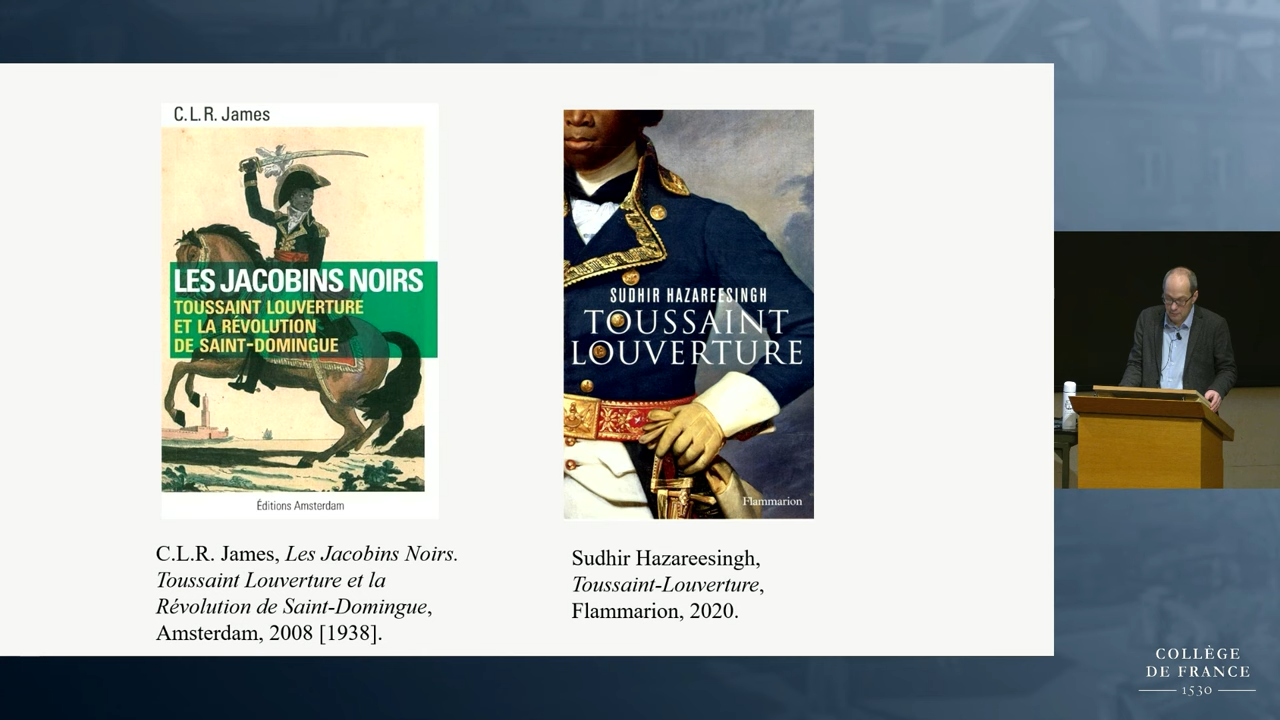 C.L.R. James
LES JACOBINS NOIRS
TOUSSAINT LOUVERTURE
ET LA RÉVOLUTION
DE SAINT-DOMINGUE
Éditions Amsterdam
C.L.R. James, Les Jacobins Noirs.
Toussaint Louverture et la
Révolution de Saint-Domingue,
Amsterdam, 2008 [1938].
SUDHIR HAZAREESINGH
TOUSSAINT
LOUVERTURE
Flammarion
Sudhir Hazareesingh,
Toussaint-Louverture,
Flammarion, 2020.
COLLÈGE
DE FRANCE
1530